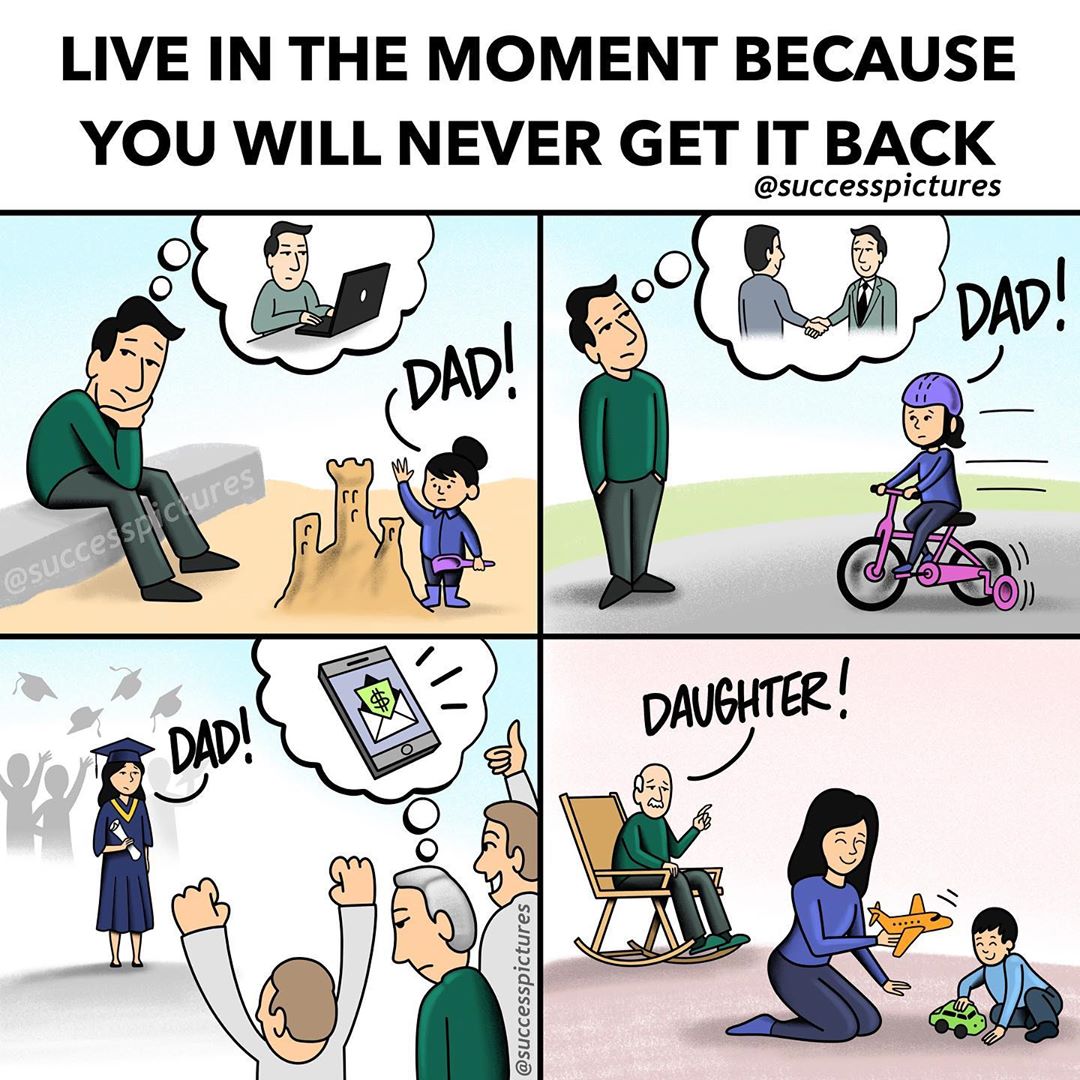 LIVE IN THE MOMENT BECAUSE
YOU WILL NEVER GET IT BACK
@successpictures
DAD!
@successpictures
DAD!
DAD!
$
@successpictures
DAUGHTER!